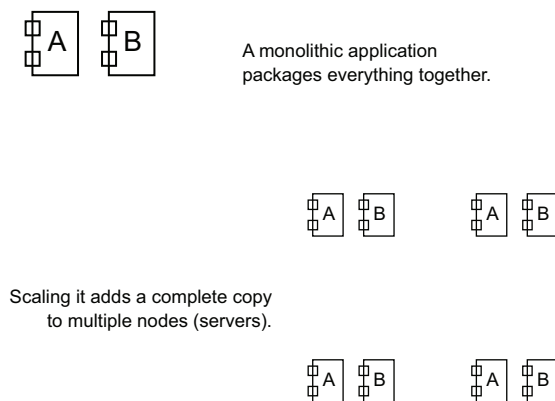 A B
A monolithic application
packages everything together.
A B A B
Scaling it adds a complete copy
to multiple nodes (servers).
A B A B